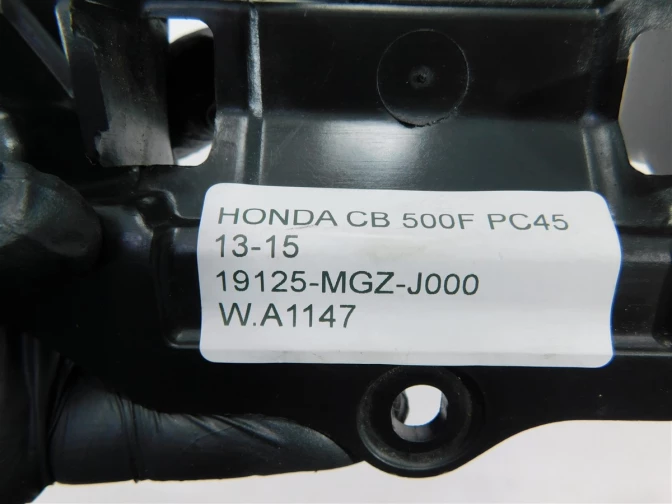 HONDA CB 500F PC45
13-15
19125-MGZ-J000
W.A1147